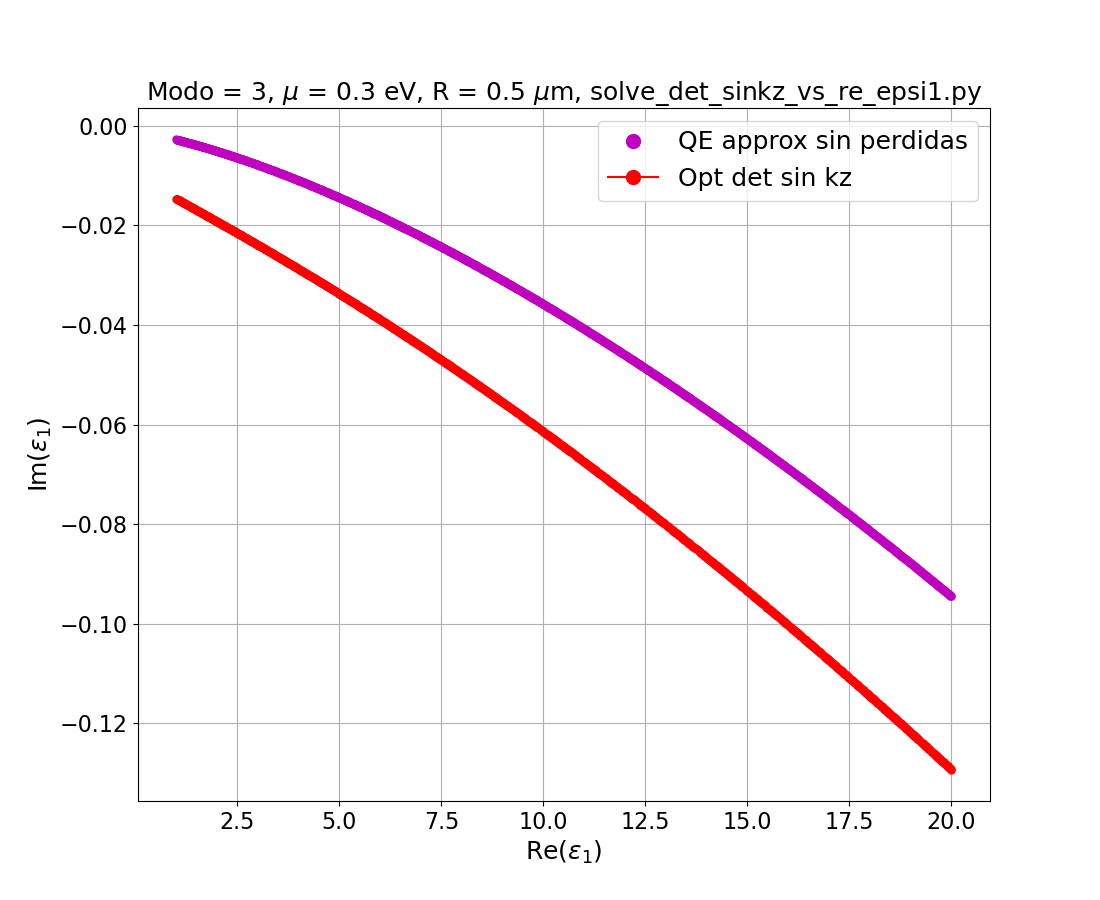 Modo = 3, μ = 0.3 eV, R = 0.5 μm, solve_det_sinkz_vs_re_epsi1.py
QE approx sin perdidas
Opt det sin kz
0.00
−0.02
−0.04
−0.06
−0.08
−0.10
−0.12
Im(ε₁)
2.5 5.0 7.5 10.0 12.5 15.0 17.5 20.0
Re(ε₁)